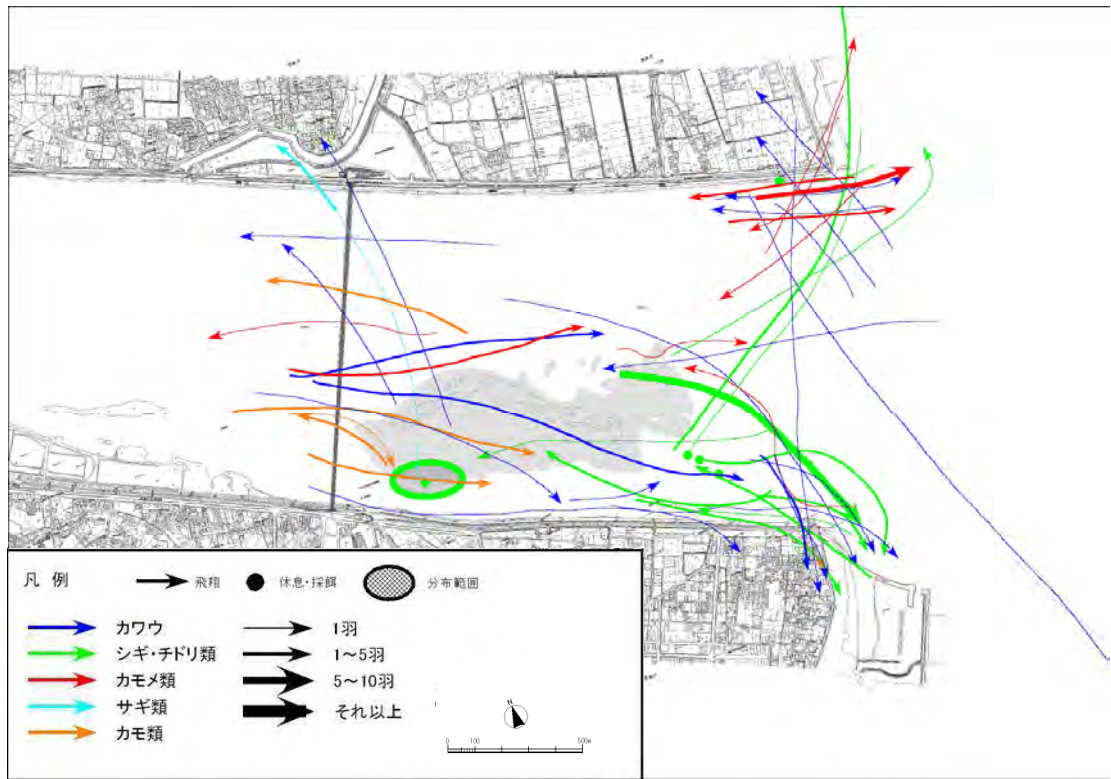 凡 例
飛翔
休息・採餌
分布範囲
カワウ
シギ・チドリ類
カモメ類
サギ類
カモ類
1羽
1～5羽
5～10羽
それ以上
N
0 100 500m